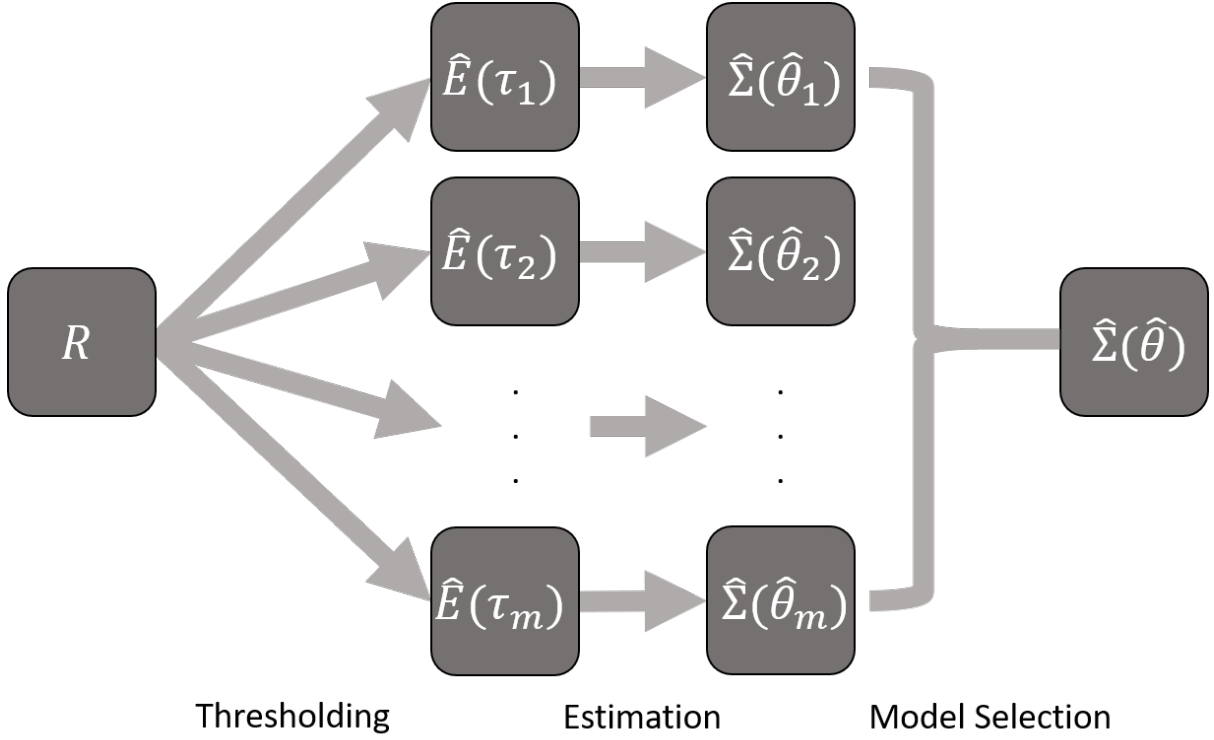 Ê(τ₁)
Σ̂(θ̂₁)
Ê(τ₂)
Σ̂(θ̂₂)
R
Σ̂(θ̂)
.
.
.
.
.
.
Ê(τₘ)
Σ̂(θ̂ₘ)
Thresholding
Estimation
Model Selection